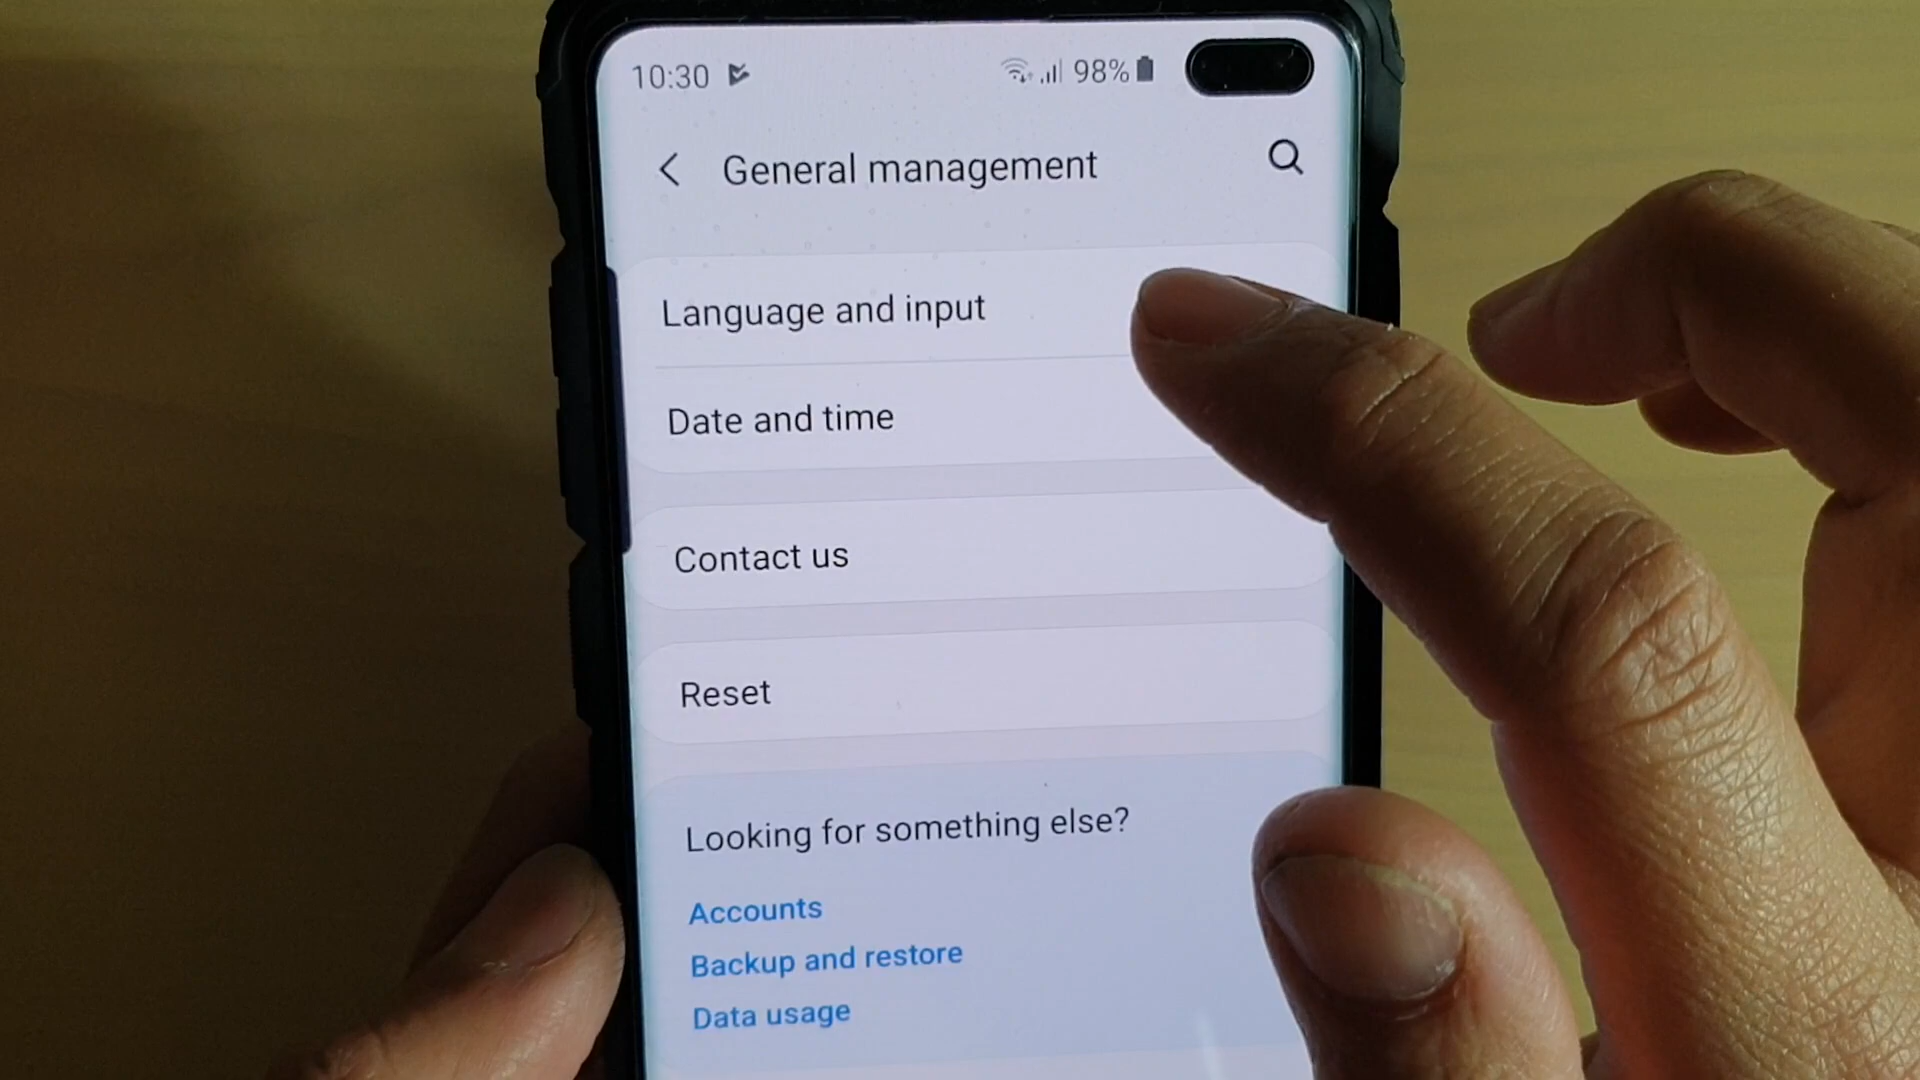 10:30
98%
General management
Language and input
Date and time
Contact us
Reset
Looking for something else?
Accounts
Backup and restore
Data usage